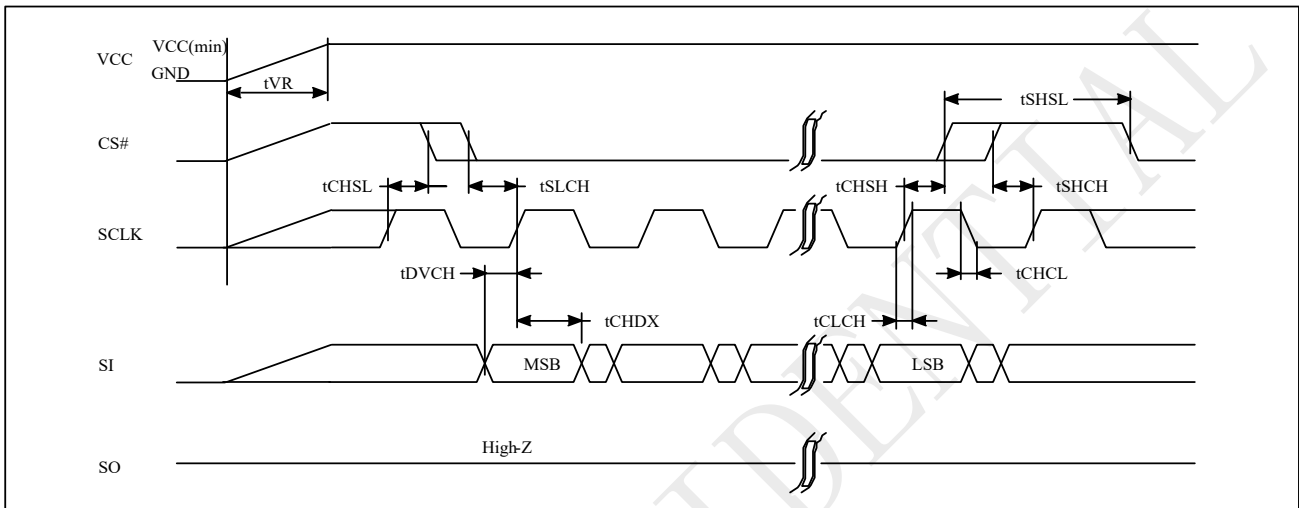 VCC(min)
VCC
GND
tVR
tSHSL
CS#
tCHSL
tSLCH
tCHSH
tSHCH
SCLK
tDVCH
tCHCL
tCHDX
tCLCH
SI
MSB
LSB
High-Z
SO
IDENTIAL